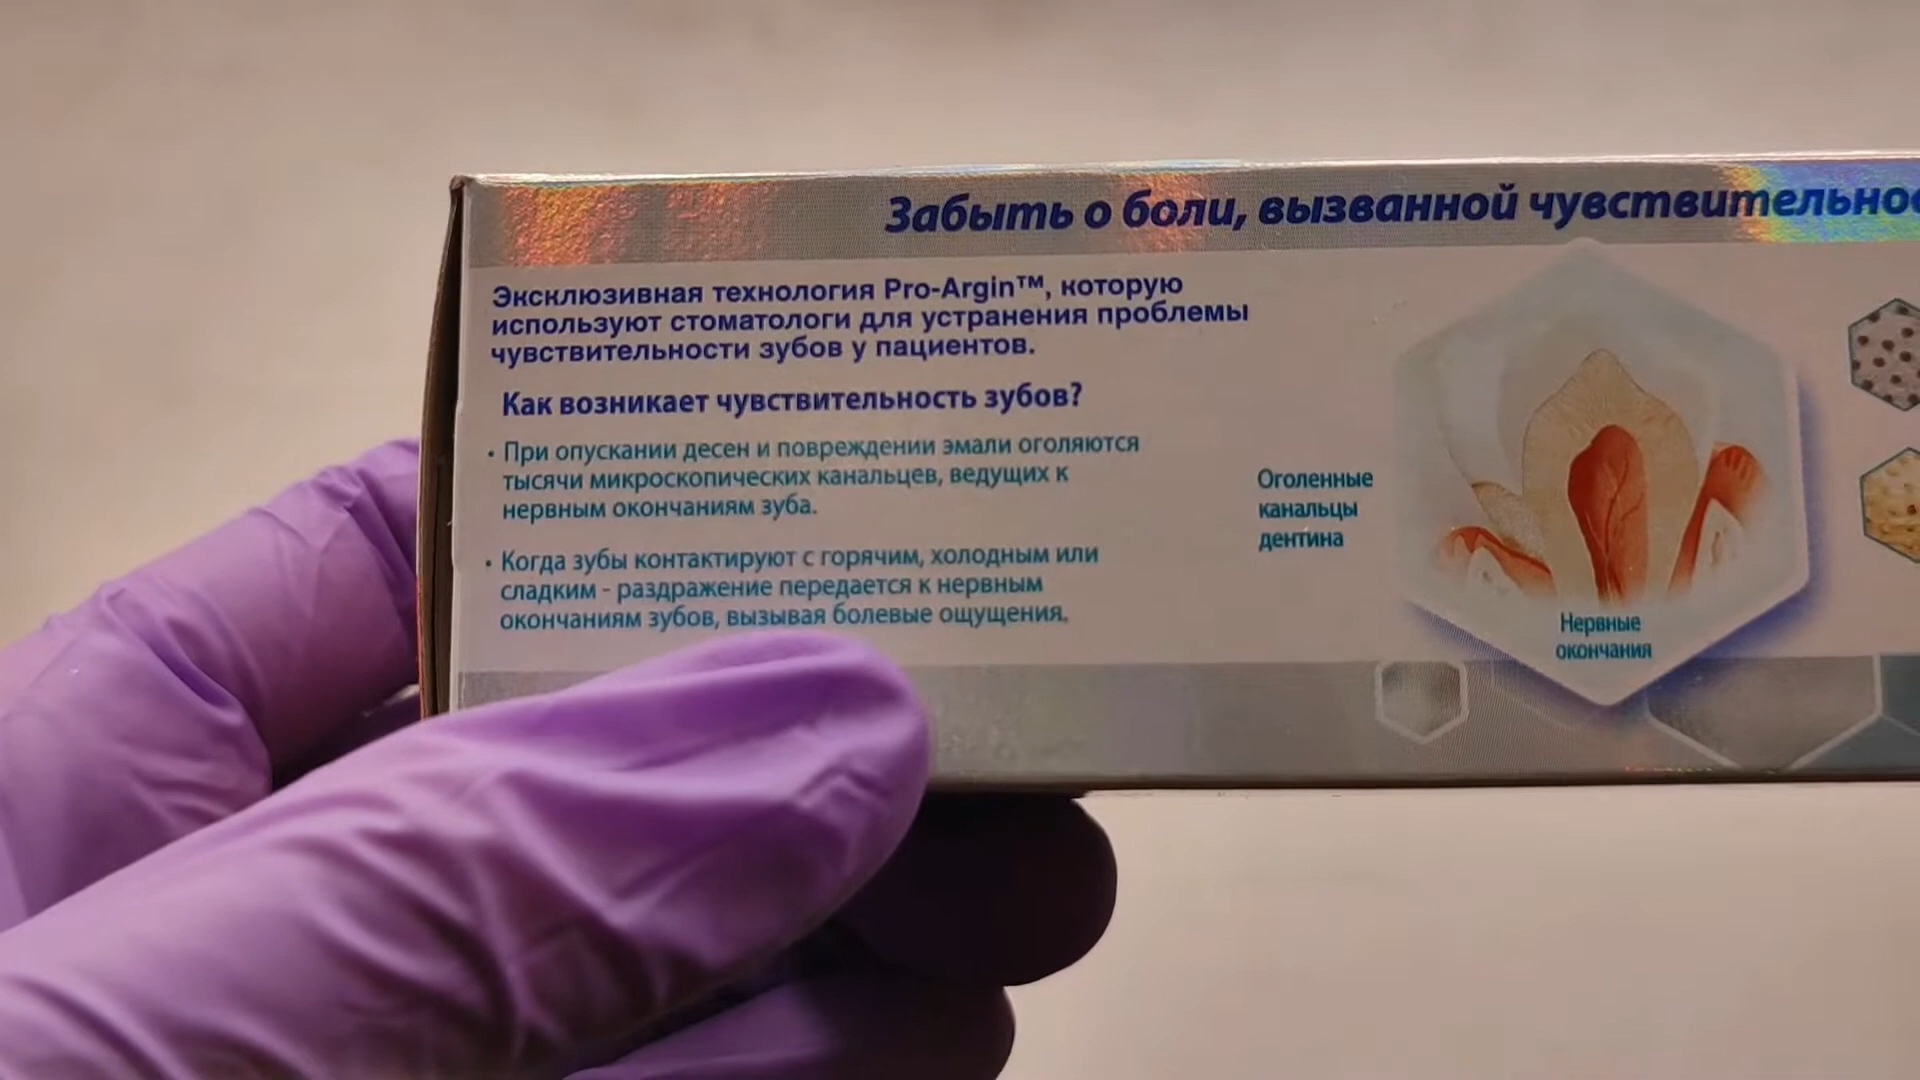 Забыть о боли, вызванной
Эксклюзивная технология Pro-Argin™, которую
используют стоматологи для устранения проблемы
чувствительности зубов у пациентов.
Как возникает чувствительность зубов?
• При опускании десен и повреждении эмали оголяются
тысячи микроскопических канальцев, ведущих к
нервным окончаниям зуба.
• Когда зубы контактируют с горячим, холодным или
сладким - раздражение передается к нервным
окончаниям зубов, вызывая болевые ощущения.
Оголенные
канальцы
дентина
Нервные
окончания